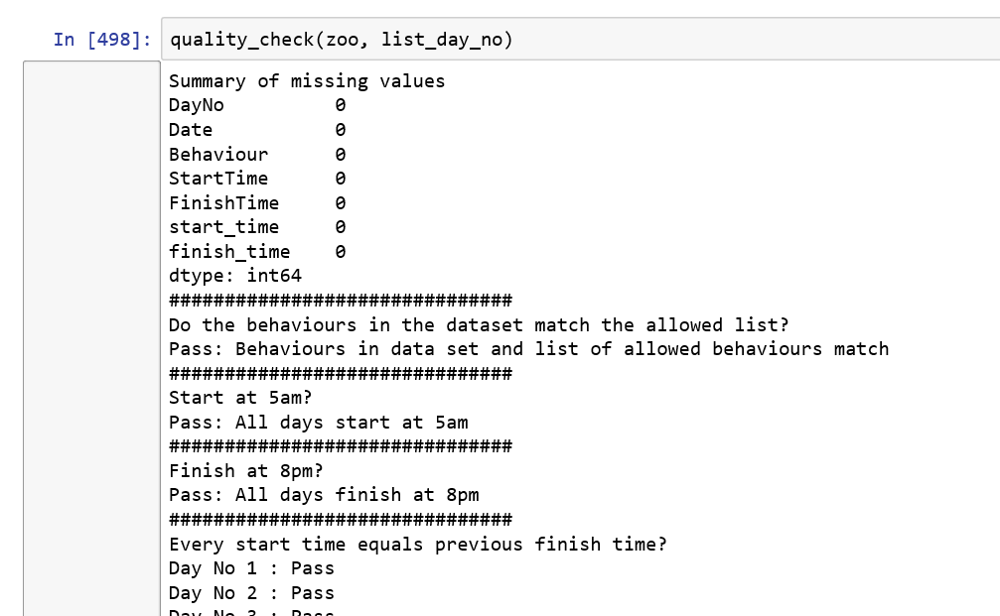 In [498]: quality_check(zoo, list_day_no)
Summary of missing values
DayNo          0
Date           0
Behaviour      0
StartTime      0
FinishTime     0
start_time     0
finish_time    0
dtype: int64
###############################
Do the behaviours in the dataset match the allowed list?
Pass: Behaviours in data set and list of allowed behaviours match
###############################
Start at 5am?
Pass: All days start at 5am
###############################
Finish at 8pm?
Pass: All days finish at 8pm
###############################
Every start time equals previous finish time?
Day No 1 : Pass
Day No 2 : Pass
Day No 3 : Pass